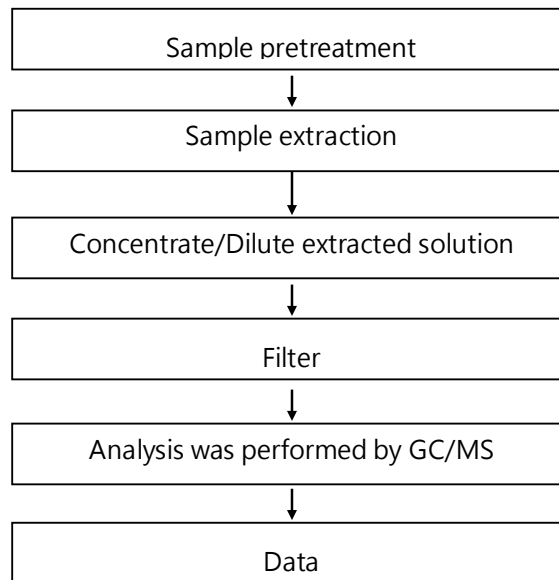 Sample pretreatment
Sample extraction
Concentrate/Dilute extracted solution
Filter
Analysis was performed by GC/MS
Data